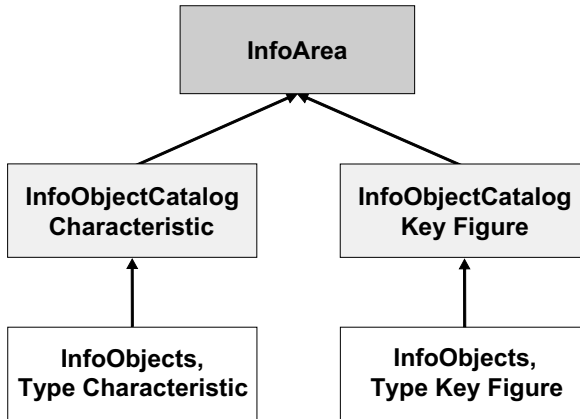 InfoArea
InfoObjectCatalog
Characteristic
InfoObjectCatalog
Key Figure
InfoObjects,
Type Characteristic
InfoObjects,
Type Key Figure